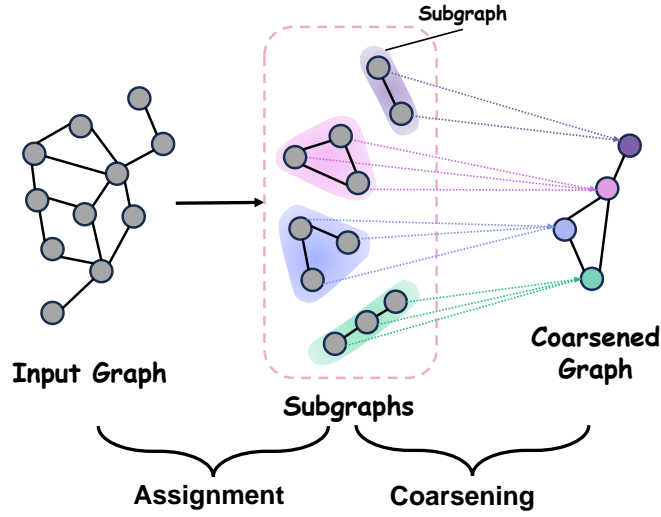 Subgraph
Input Graph
Subgraphs
Coarsened
Graph
Assignment
Coarsening